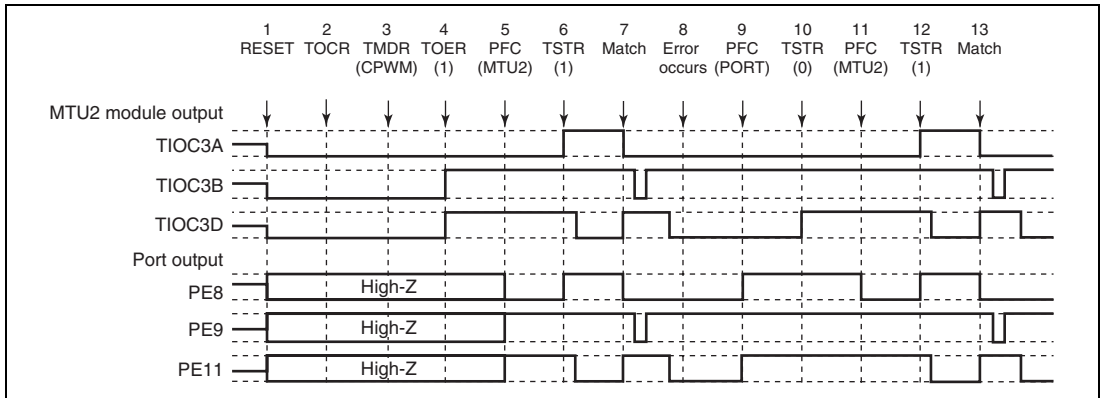 1 2 3 4 5 6 7 8 9 10 11 12 13
RESET TOCR TMDR TOER PFC TSTR Match Error PFC TSTR PFC TSTR Match
(CPWM) (1) (MTU2) (1) occurs (PORT) (0) (MTU2) (1)
MTU2 module output
TIOC3A
TIOC3B
TIOC3D
Port output
PE8 High-Z
PE9 High-Z
PE11 High-Z